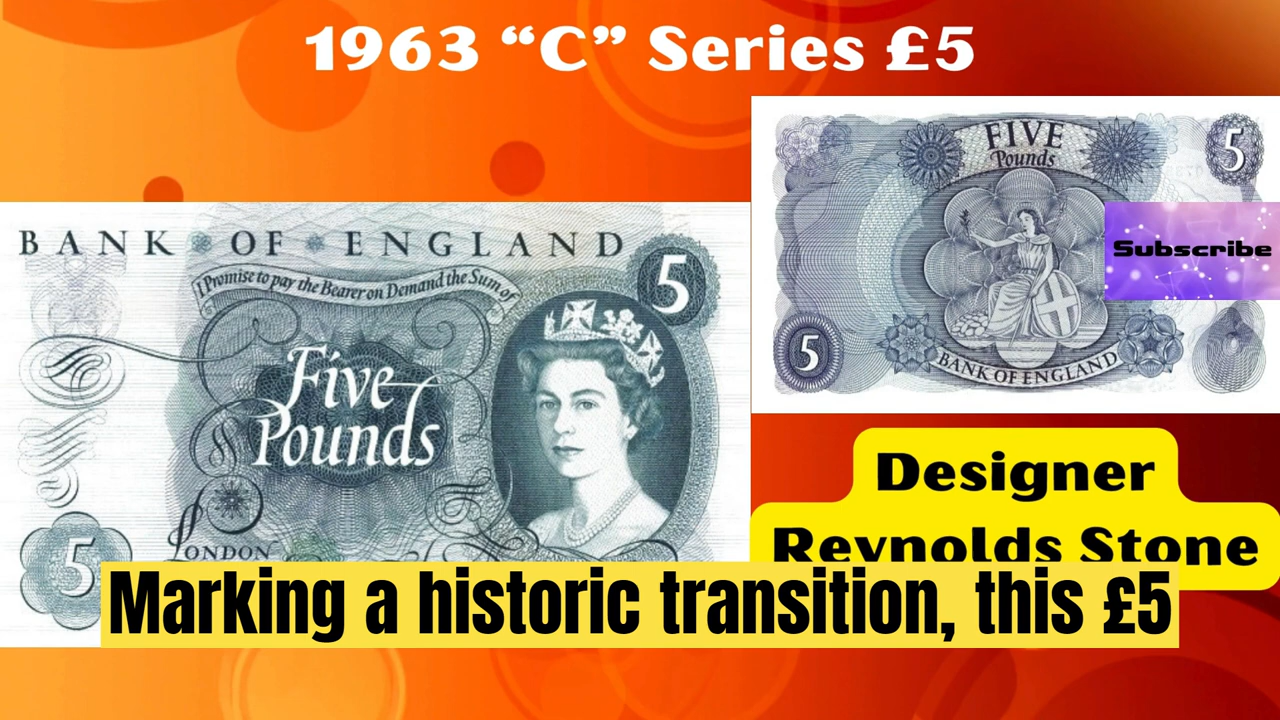 1963 “C” Series £5
BANK OF ENGLAND
I Promise to pay the Bearer on Demand the Sum of
5
Five
Pounds
5
LONDON
FIVE
Pounds
5
5
BANK OF ENGLAND
Subscribe
Designer
Reynolds Stone
Marking a historic transition, this £5